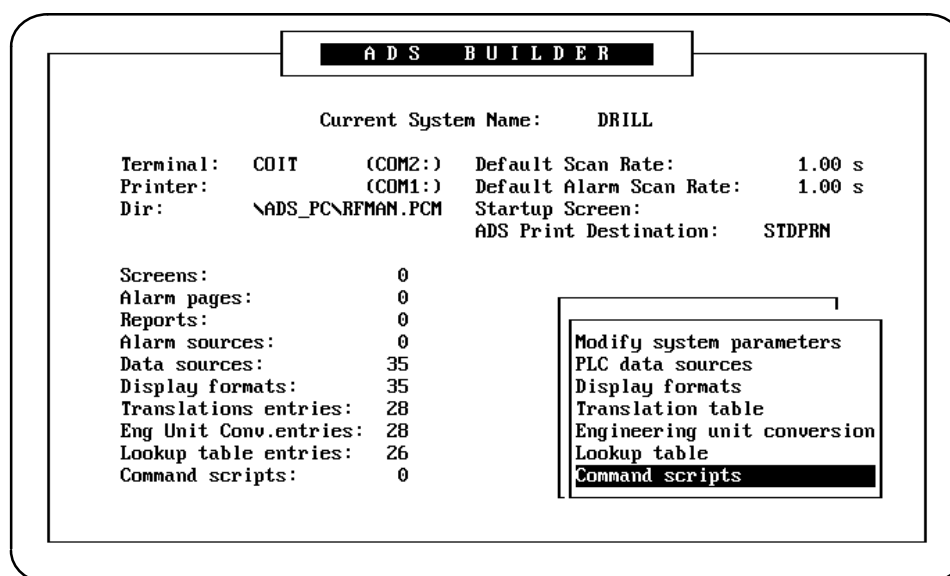 ADS BUILDER
Current System Name: DRILL
Terminal: COIT (COM2:) Default Scan Rate: 1.00 s
Printer: (COM1:) Default Alarm Scan Rate: 1.00 s
Dir: \ADS_PC\RFMAN.PCM Startup Screen:
ADS Print Destination: STDPRN
Screens: 0
Alarm pages: 0
Reports: 0
Alarm sources: 0
Data sources: 35
Display formats: 35
Translations entries: 28
Eng Unit Conv.entries: 28
Lookup table entries: 26
Command scripts: 0
Modify system parameters
PLC data sources
Display formats
Translation table
Engineering unit conversion
Lookup table
Command scripts